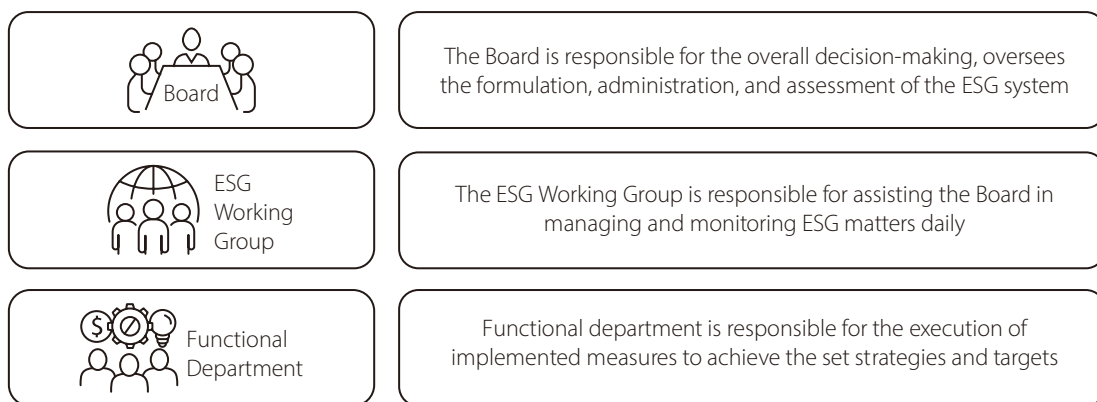 Board
The Board is responsible for the overall decision-making, oversees
the formulation, administration, and assessment of the ESG system
ESG
Working
Group
The ESG Working Group is responsible for assisting the Board in
managing and monitoring ESG matters daily
$
Functional
Department
Functional department is responsible for the execution of
implemented measures to achieve the set strategies and targets